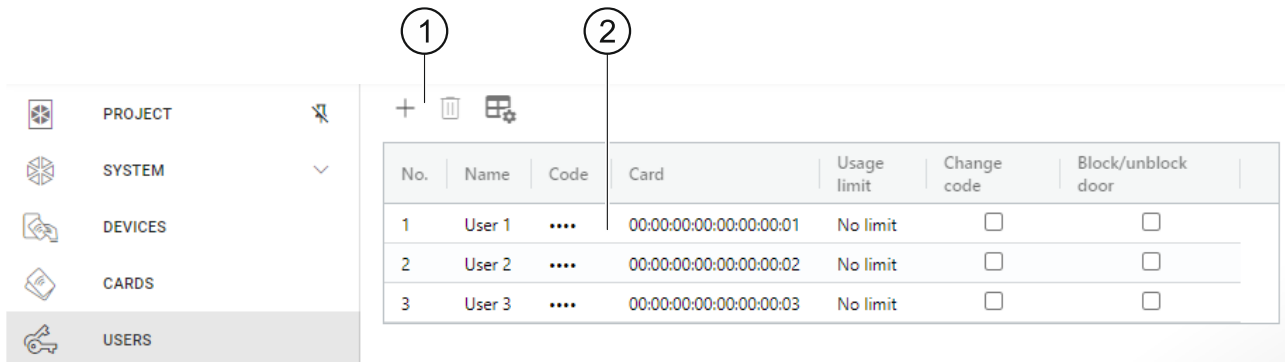 1 2
PROJECT
SYSTEM
DEVICES
CARDS
USERS
No. Name Code Card Usage limit Change code Block/unblock door
1 User 1 •••• 00:00:00:00:00:00:00:01 No limit
2 User 2 •••• 00:00:00:00:00:00:00:02 No limit
3 User 3 •••• 00:00:00:00:00:00:00:03 No limit